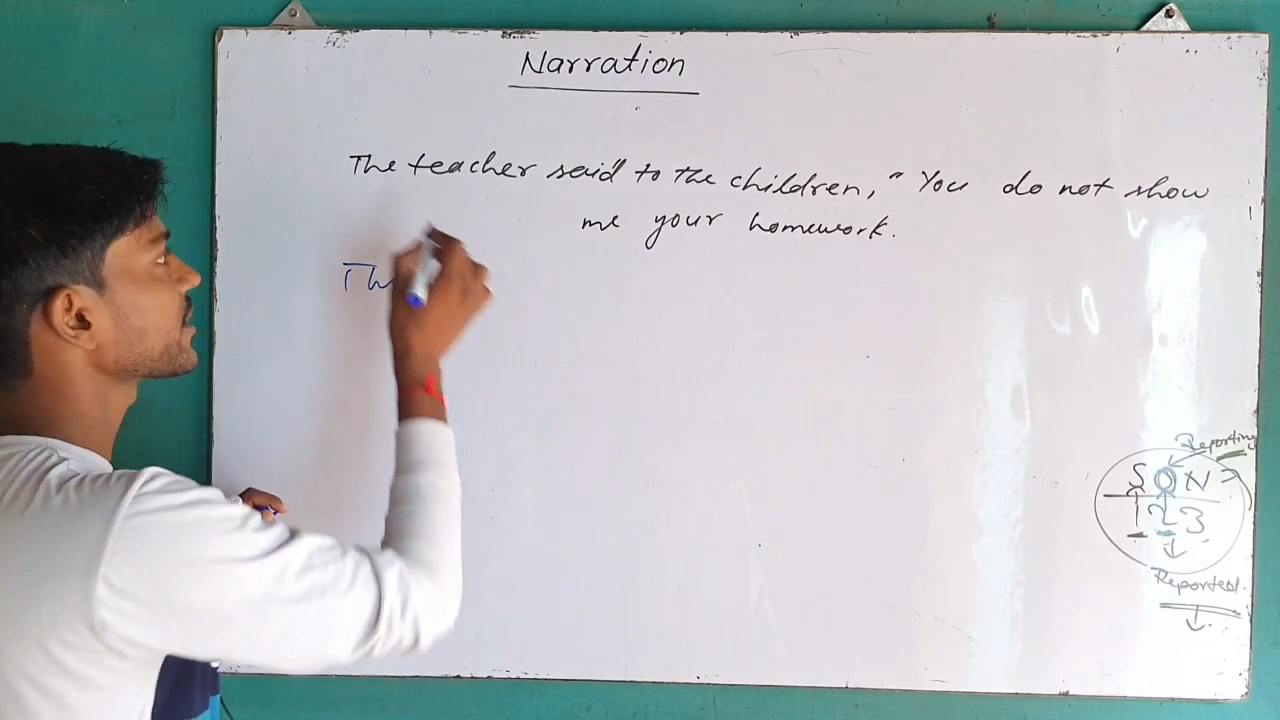 Narration
The teacher said to the children, "You do not show
me your homework.
Th
Reporting
S O N
1 2 3
Reported.